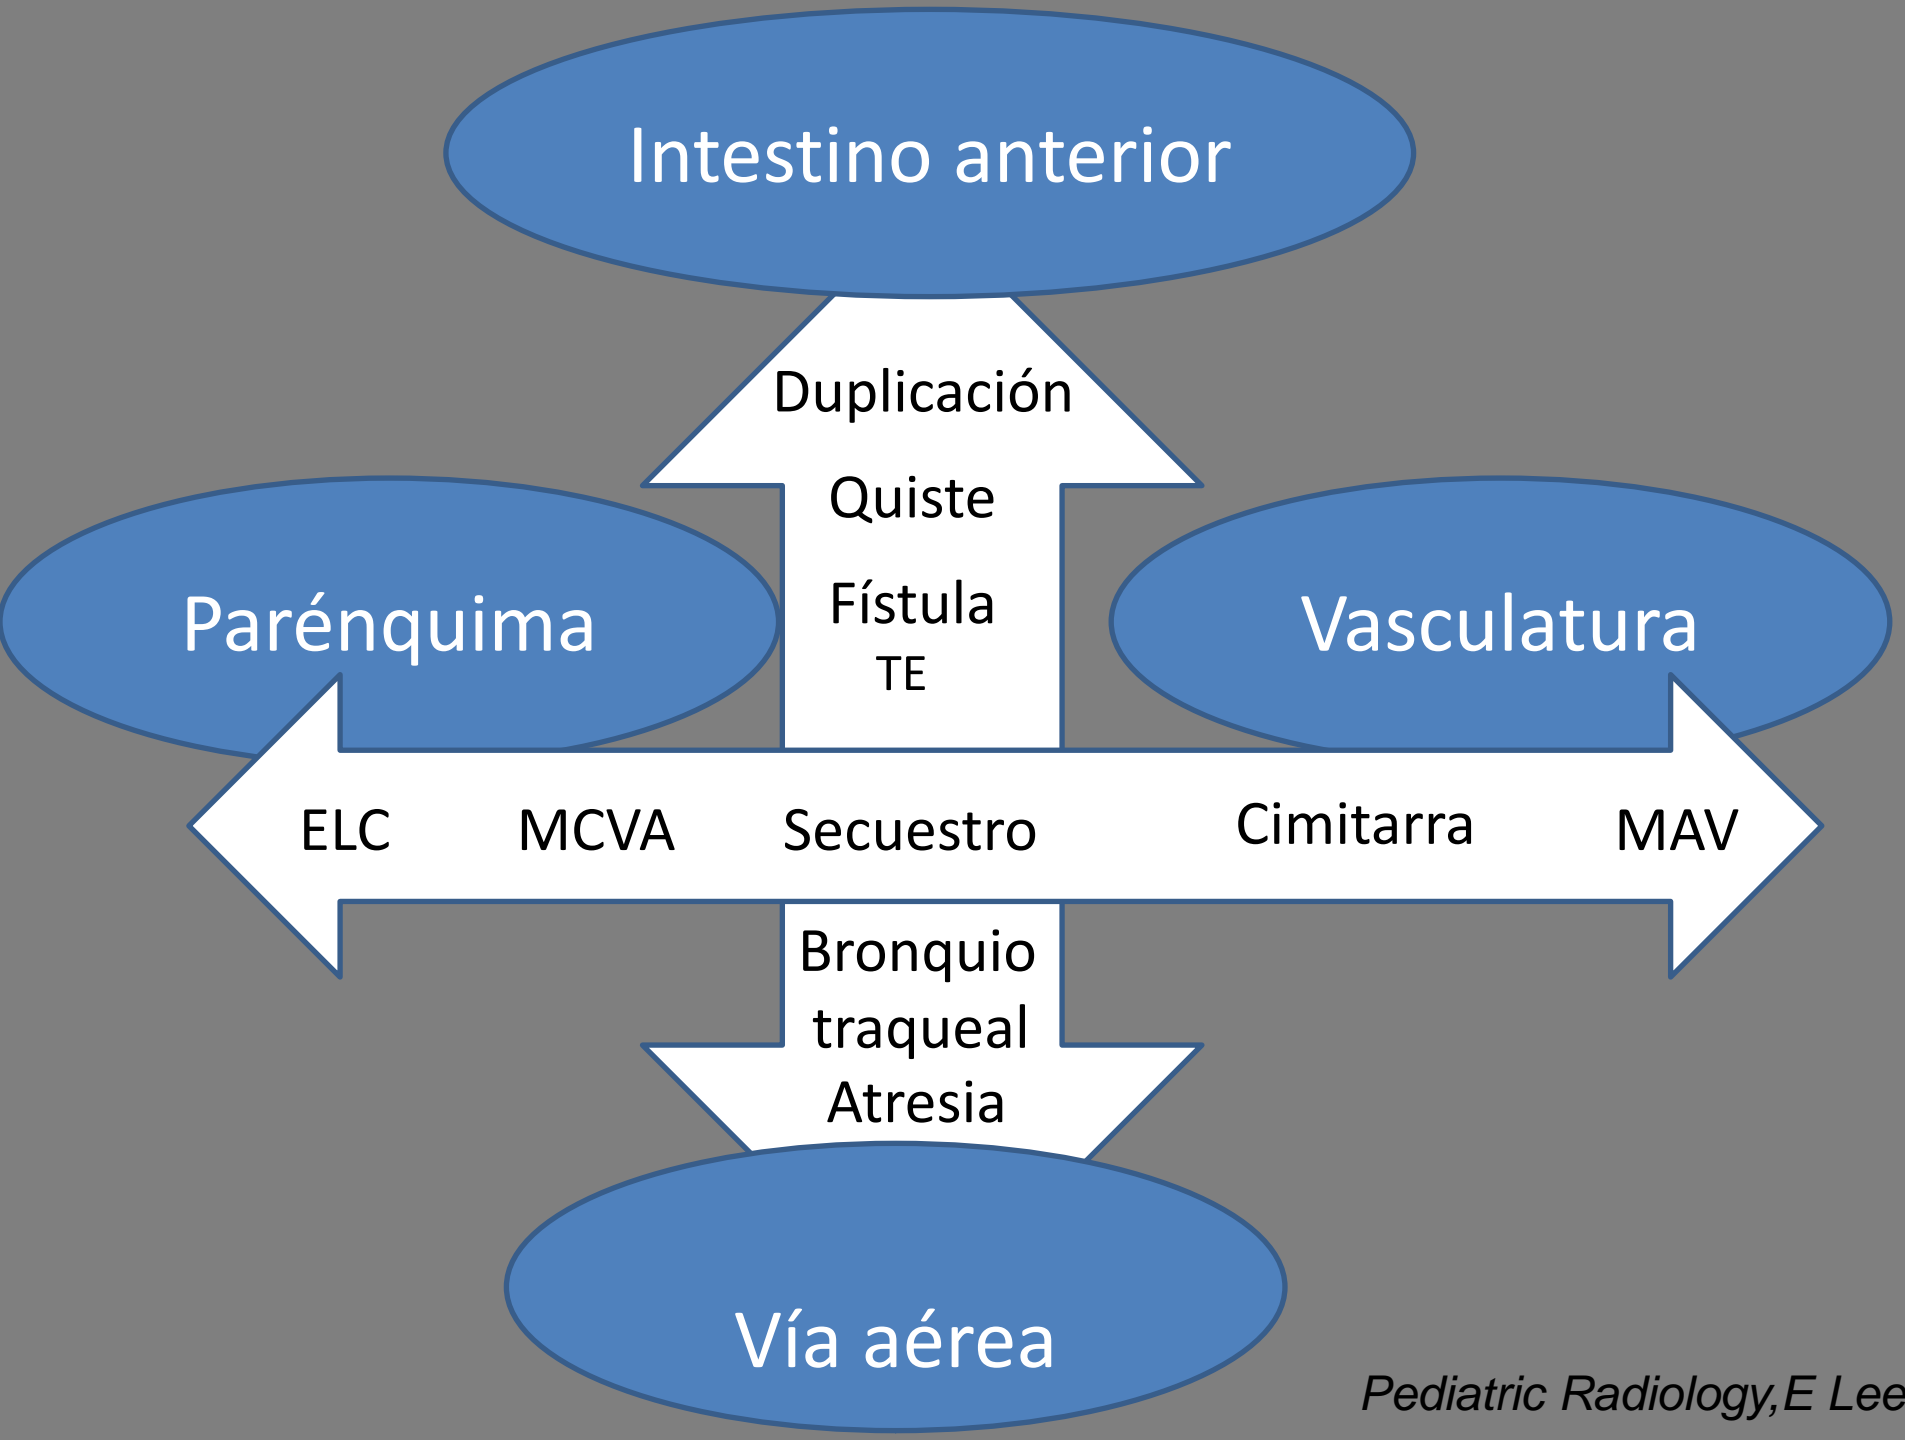 Intestino anterior
Duplicación
Quiste
Fístula
TE
Parénquima
Vasculatura
ELC MCVA Secuestro Cimitarra MAV
Bronquio
traqueal
Atresia
Vía aérea
Pediatric Radiology,E Lee